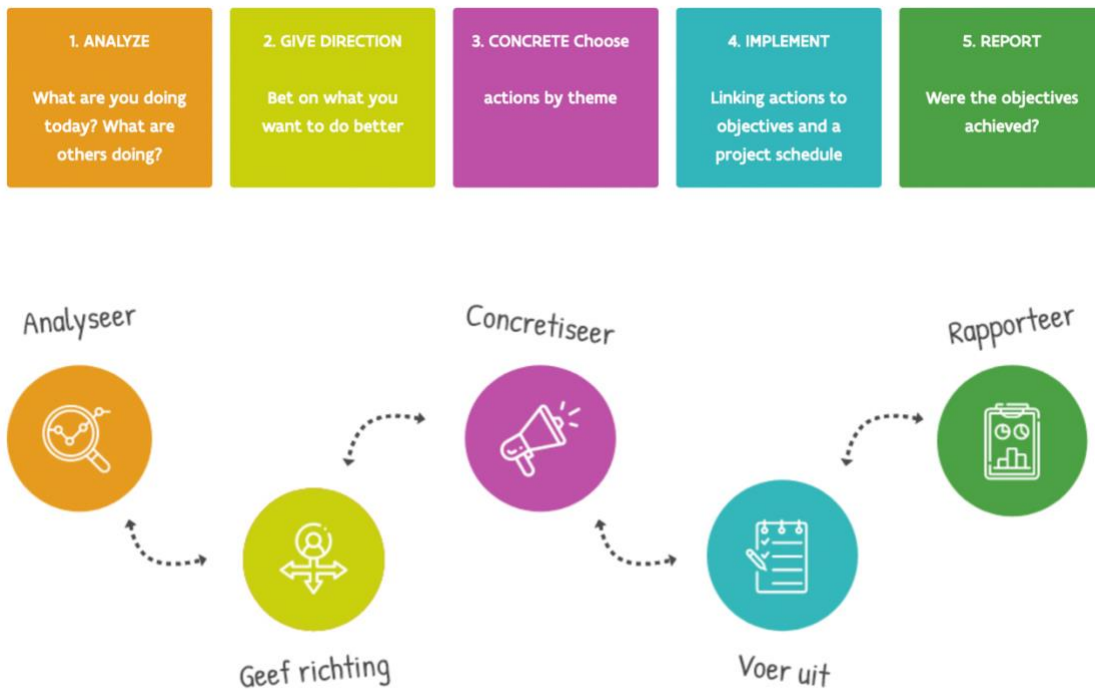 1. ANALYZE
What are you doing
today? What are
others doing?
2. GIVE DIRECTION
Bet on what you
want to do better
3. CONCRETE Choose
actions by theme
4. IMPLEMENT
Linking actions to
objectives and a
project schedule
5. REPORT
Were the objectives
achieved?
Analyseer
Concretiseer
Rapporteer
Geef richting
Voer uit